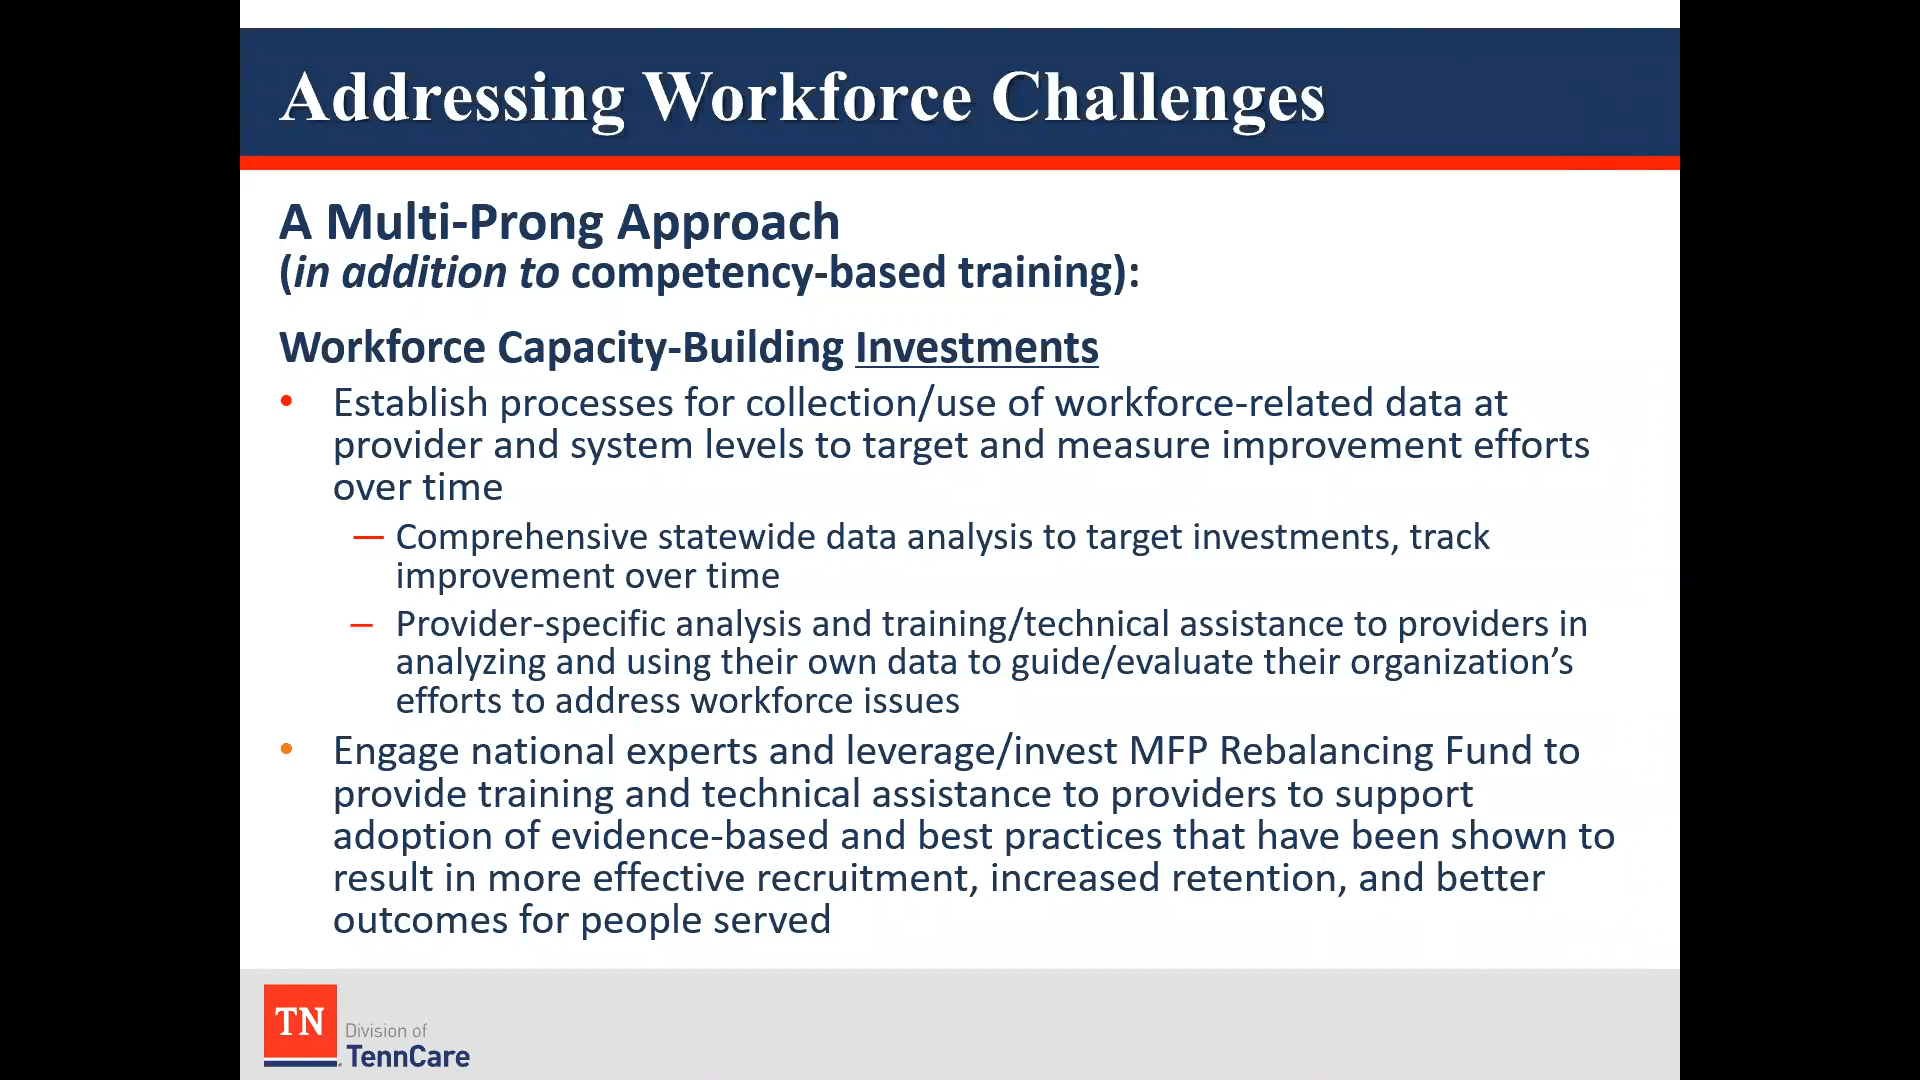 Addressing Workforce Challenges
A Multi-Prong Approach
(in addition to competency-based training):
Workforce Capacity-Building Investments
• Establish processes for collection/use of workforce-related data at
provider and system levels to target and measure improvement efforts
over time
— Comprehensive statewide data analysis to target investments, track
improvement over time
– Provider-specific analysis and training/technical assistance to providers in
analyzing and using their own data to guide/evaluate their organization’s
efforts to address workforce issues
• Engage national experts and leverage/invest MFP Rebalancing Fund to
provide training and technical assistance to providers to support
adoption of evidence-based and best practices that have been shown to
result in more effective recruitment, increased retention, and better
outcomes for people served
TN
Division of
TennCare